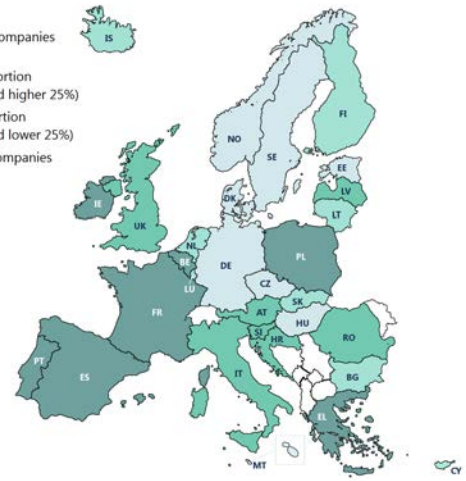 ompanies
IS
ortion
d higher 25%)
FI
rtion
d lower 25%)
NO
ompanies
SE
EE
LV
DK
LT
IE
UK
NL
PL
BE
DE
LU
CZ
SK
FR
AT
HU
SI
HR
RO
PT
IT
BG
ES
EL
MT
CY